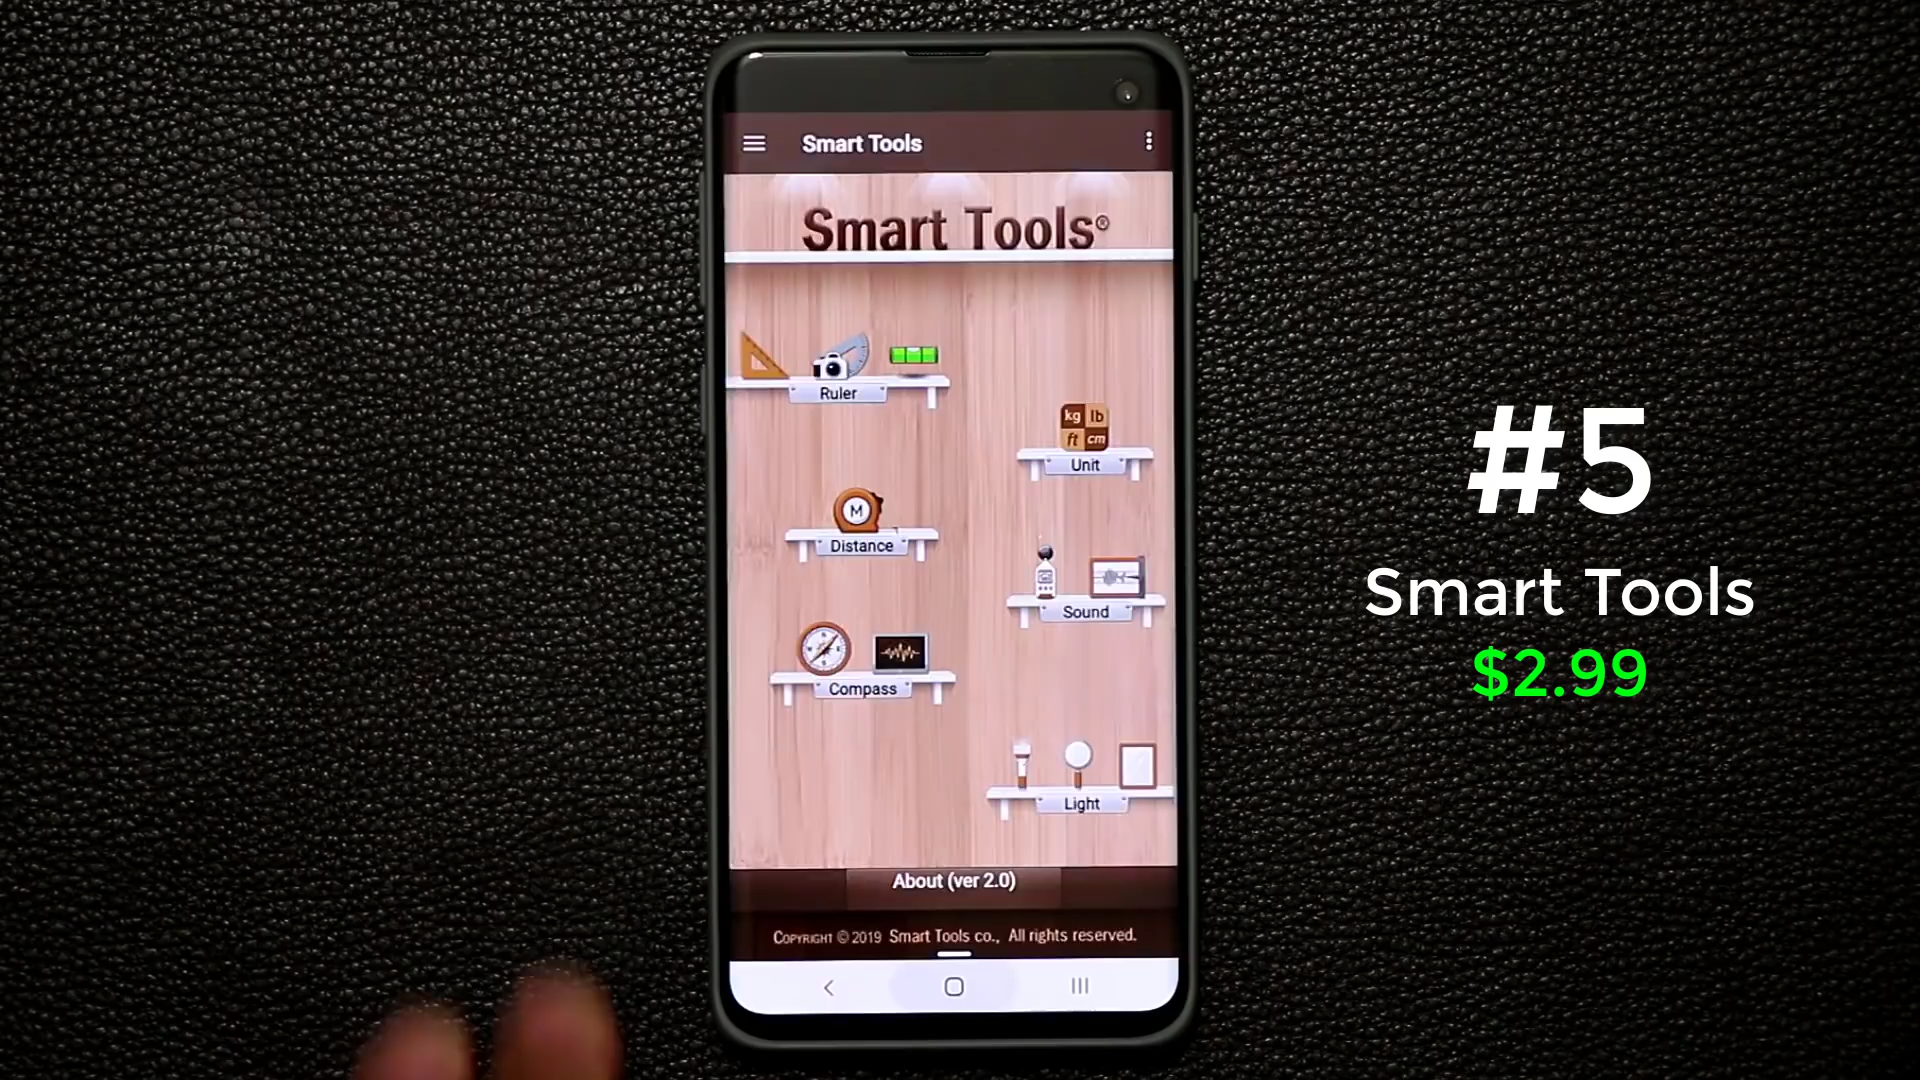 Smart Tools
Smart Tools®
Ruler
kg lb
ft cm
Unit
M
Distance
Sound
Compass
Light
About (ver 2.0)
Copyright © 2019 Smart Tools co., All rights reserved.
#5
Smart Tools
$2.99